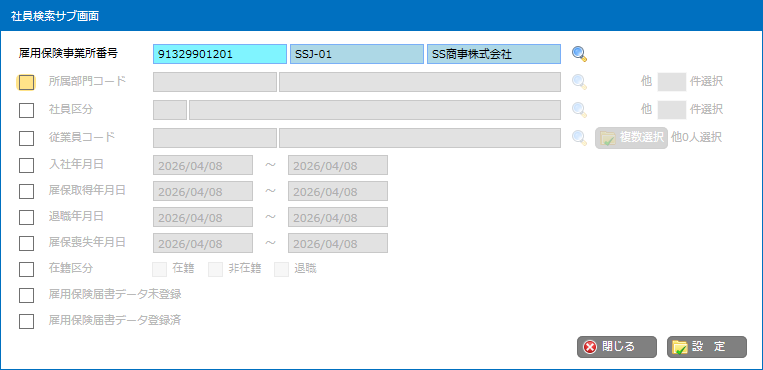 社員検索サブ画面
雇用保険事業所番号 91329901201 SSJ-01 SS商事株式会社
所属部門コード 他 件選択
社員区分 他 件選択
従業員コード 複数選択 他0人選択
入社年月日 2026/04/08 ～ 2026/04/08
雇保取得年月日 2026/04/08 ～ 2026/04/08
退職年月日 2026/04/08 ～ 2026/04/08
雇保喪失年月日 2026/04/08 ～ 2026/04/08
在籍区分 在籍 非在籍 退職
雇用保険届書データ未登録
雇用保険届書データ登録済
閉じる 設 定